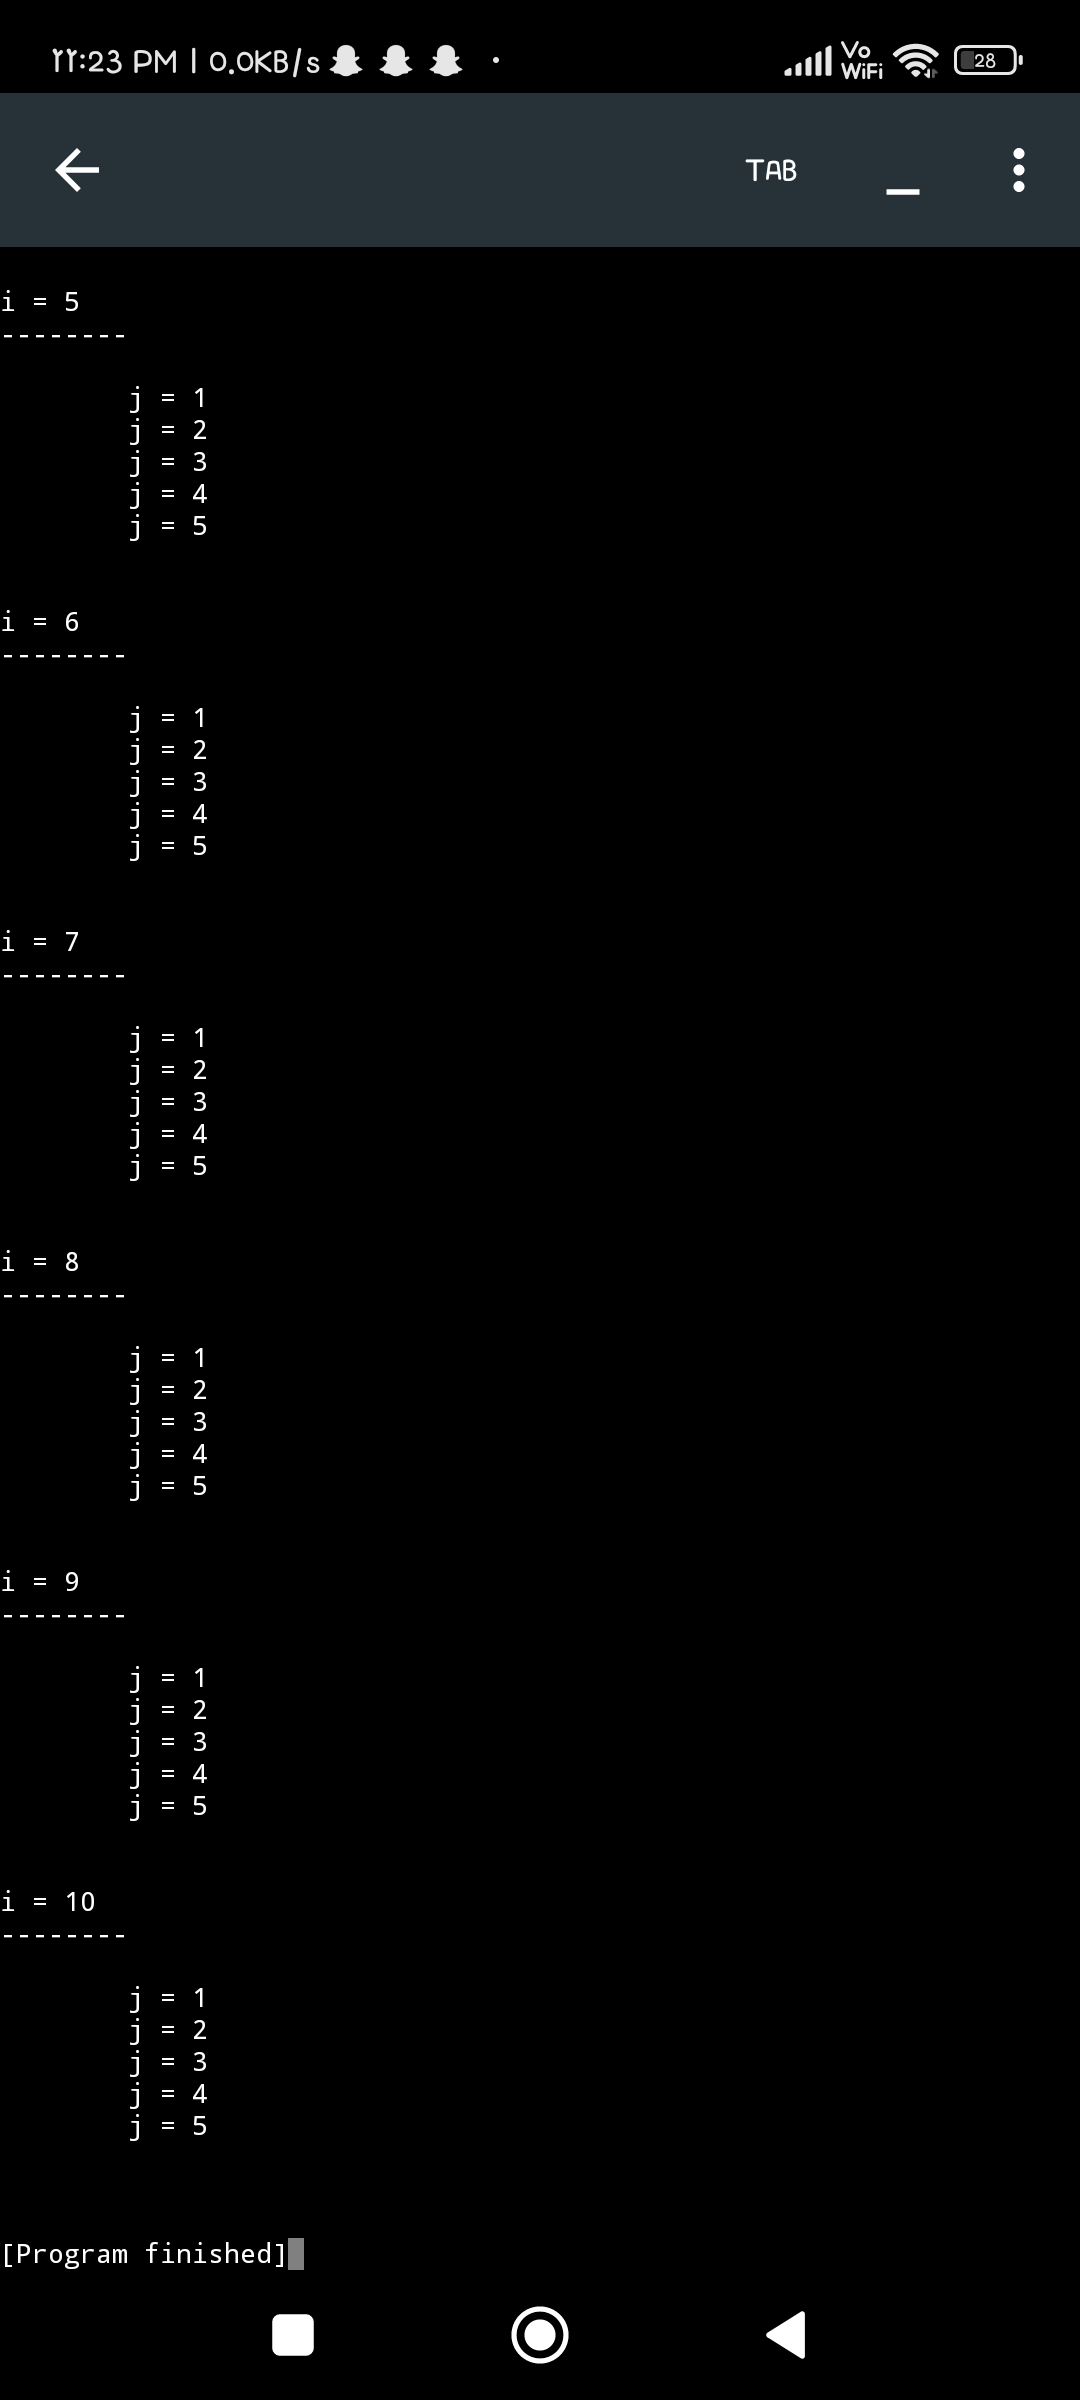 11:23 PM | 0.0KB/s
Vo
WiFi
28
TAB
i = 5
--------
j = 1
j = 2
j = 3
j = 4
j = 5
i = 6
--------
j = 1
j = 2
j = 3
j = 4
j = 5
i = 7
--------
j = 1
j = 2
j = 3
j = 4
j = 5
i = 8
--------
j = 1
j = 2
j = 3
j = 4
j = 5
i = 9
--------
j = 1
j = 2
j = 3
j = 4
j = 5
i = 10
--------
j = 1
j = 2
j = 3
j = 4
j = 5
[Program finished]